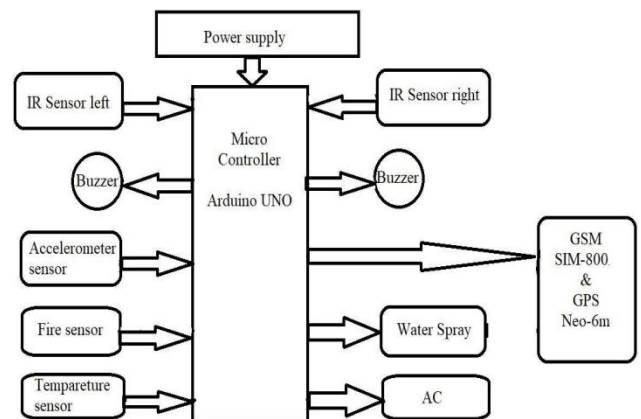 Power supply
IR Sensor left
IR Sensor right
Micro
Controller
Arduino UNO
Buzzer
Buzzer
Accelerometer
sensor
GSM
SIM-800.
&
GPS
Neo-6m
Fire sensor
Water Spray
Tempareture
sensor
AC